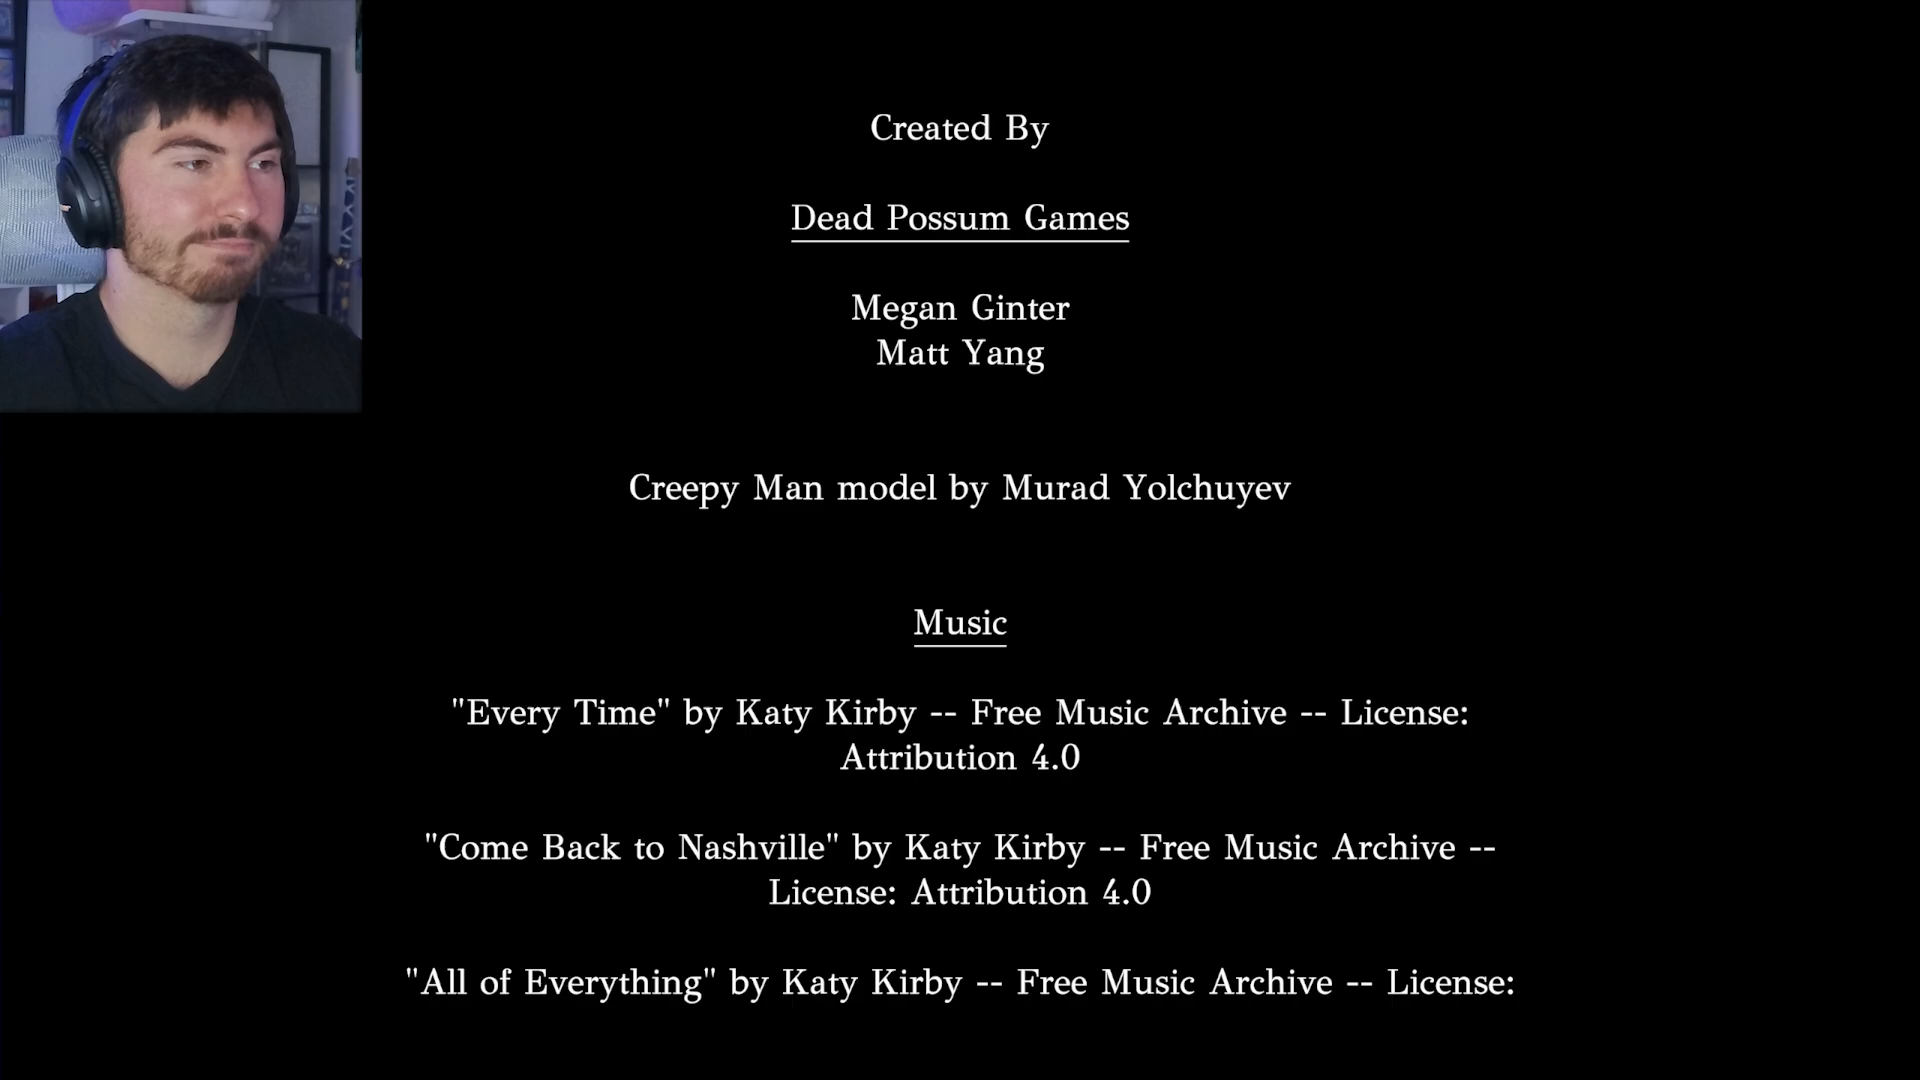 Created By
Dead Possum Games
Megan Ginter
Matt Yang
Creepy Man model by Murad Yolchuyev
Music
"Every Time" by Katy Kirby -- Free Music Archive -- License:
Attribution 4.0
"Come Back to Nashville" by Katy Kirby -- Free Music Archive --
License: Attribution 4.0
"All of Everything" by Katy Kirby -- Free Music Archive -- License: